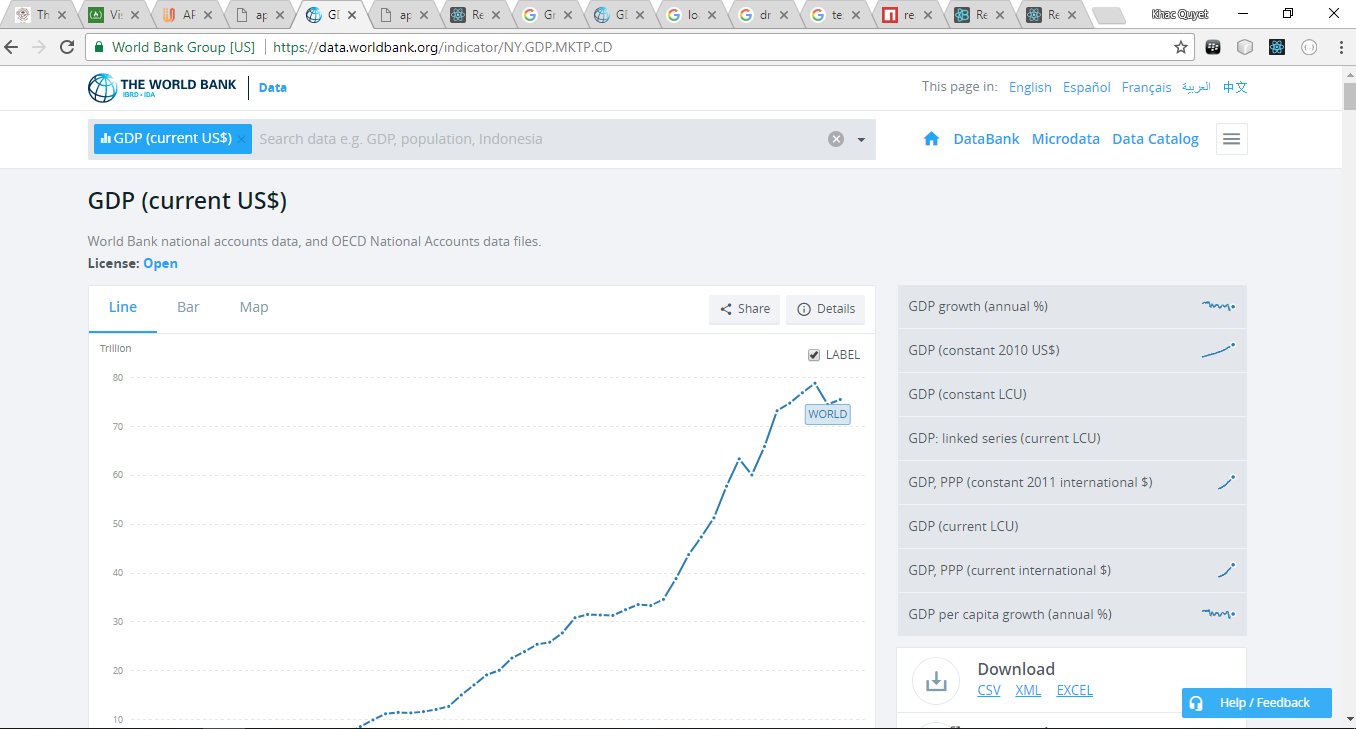 Th
Vis
AF
ap
GD
ap
Re
Gr
GD
lo
dr
te
re
Re
Re
Khac Quyet
World Bank Group [US]
https://data.worldbank.org/indicator/NY.GDP.MKTP.CD
THE WORLD BANK
IBRD • IDA
Data
This page in: English Español Français العربية 中文
GDP (current US$) ×
Search data e.g. GDP, population, Indonesia
DataBank Microdata Data Catalog
GDP (current US$)
World Bank national accounts data, and OECD National Accounts data files.
License: Open
Line Bar Map
Share
Details
Trillion
LABEL
80
70
60
50
40
30
20
10
WORLD
GDP growth (annual %)
GDP (constant 2010 US$)
GDP (constant LCU)
GDP: linked series (current LCU)
GDP, PPP (constant 2011 international $)
GDP (current LCU)
GDP, PPP (current international $)
GDP per capita growth (annual %)
Download
CSV XML EXCEL
Help / Feedback